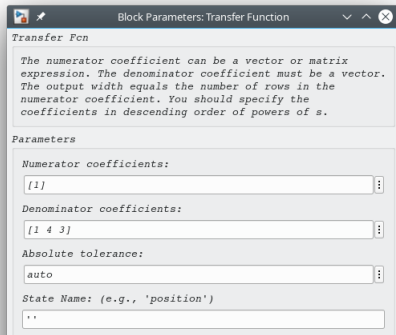 Block Parameters: Transfer Function
Transfer Fcn
The numerator coefficient can be a vector or matrix
expression. The denominator coefficient must be a vector.
The output width equals the number of rows in the
numerator coefficient. You should specify the
coefficients in descending order of powers of s.
Parameters
Numerator coefficients:
[1]
Denominator coefficients:
[1 4 3]
Absolute tolerance:
auto
State Name: (e.g., 'position')
''